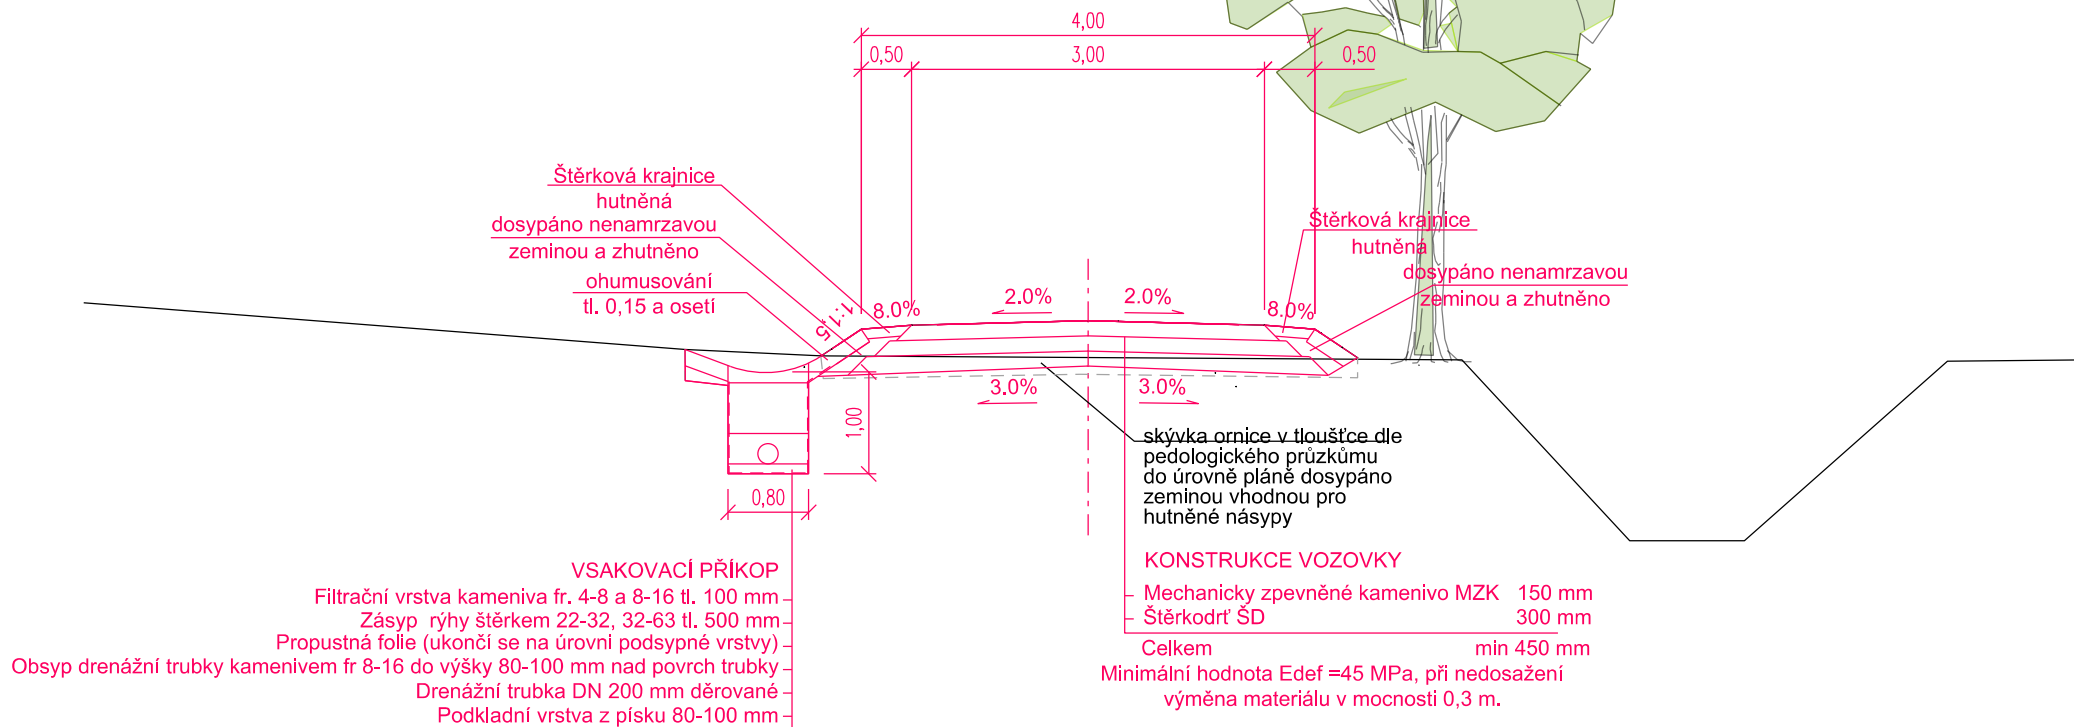 4,00
0,50
3,00
0,50
Štěrková krajnice
hutněná
dosypáno nenamrzavou
zeminou a zhutněno
ohumusování
tl. 0,15 a osetí
1:1,5
8.0%
2.0%
2.0%
8.0%
Štěrková krajnice
hutněná
dosypáno nenamrzavou
zeminou a zhutněno
3.0%
3.0%
1,00
0,80
skývka ornice v tloušťce dle
pedologického průzkůmu
do úrovně pláně dosypáno
zeminou vhodnou pro
hutněné násypy
VSAKOVACÍ PŘÍKOP
Filtrační vrstva kameniva fr. 4-8 a 8-16 tl. 100 mm
Zásyp rýhy štěrkem 22-32, 32-63 tl. 500 mm
Propustná folie (ukončí se na úrovni podsypné vrstvy)
Obsyp drenážní trubky kamenivem fr 8-16 do výšky 80-100 mm nad povrch trubky
Drenážní trubka DN 200 mm děrované
Podkladní vrstva z písku 80-100 mm
KONSTRUKCE VOZOVKY
Mechanicky zpevněné kamenivo MZK 150 mm
Štěrkodrť ŠD 300 mm
Celkem min 450 mm
Minimální hodnota Edef =45 MPa, při nedosažení
výměna materiálu v mocnosti 0,3 m.